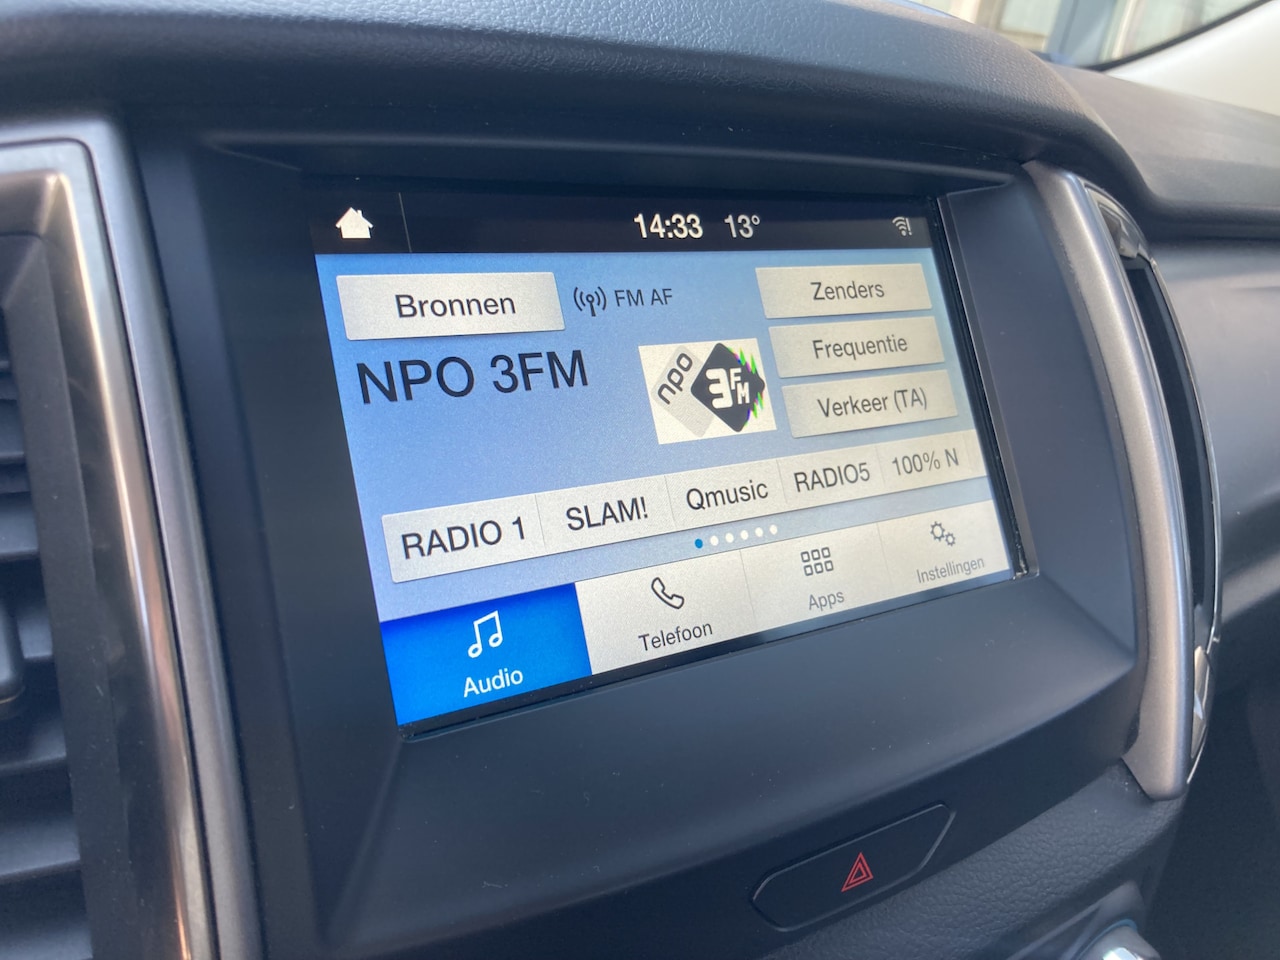 14:33 13°
Bronnen
FM AF
Zenders
NPO 3FM
npo
3FM
Frequentie
Verkeer (TA)
RADIO 1
SLAM!
Qmusic
RADIO5
100% N
Audio
Telefoon
Apps
Instellingen